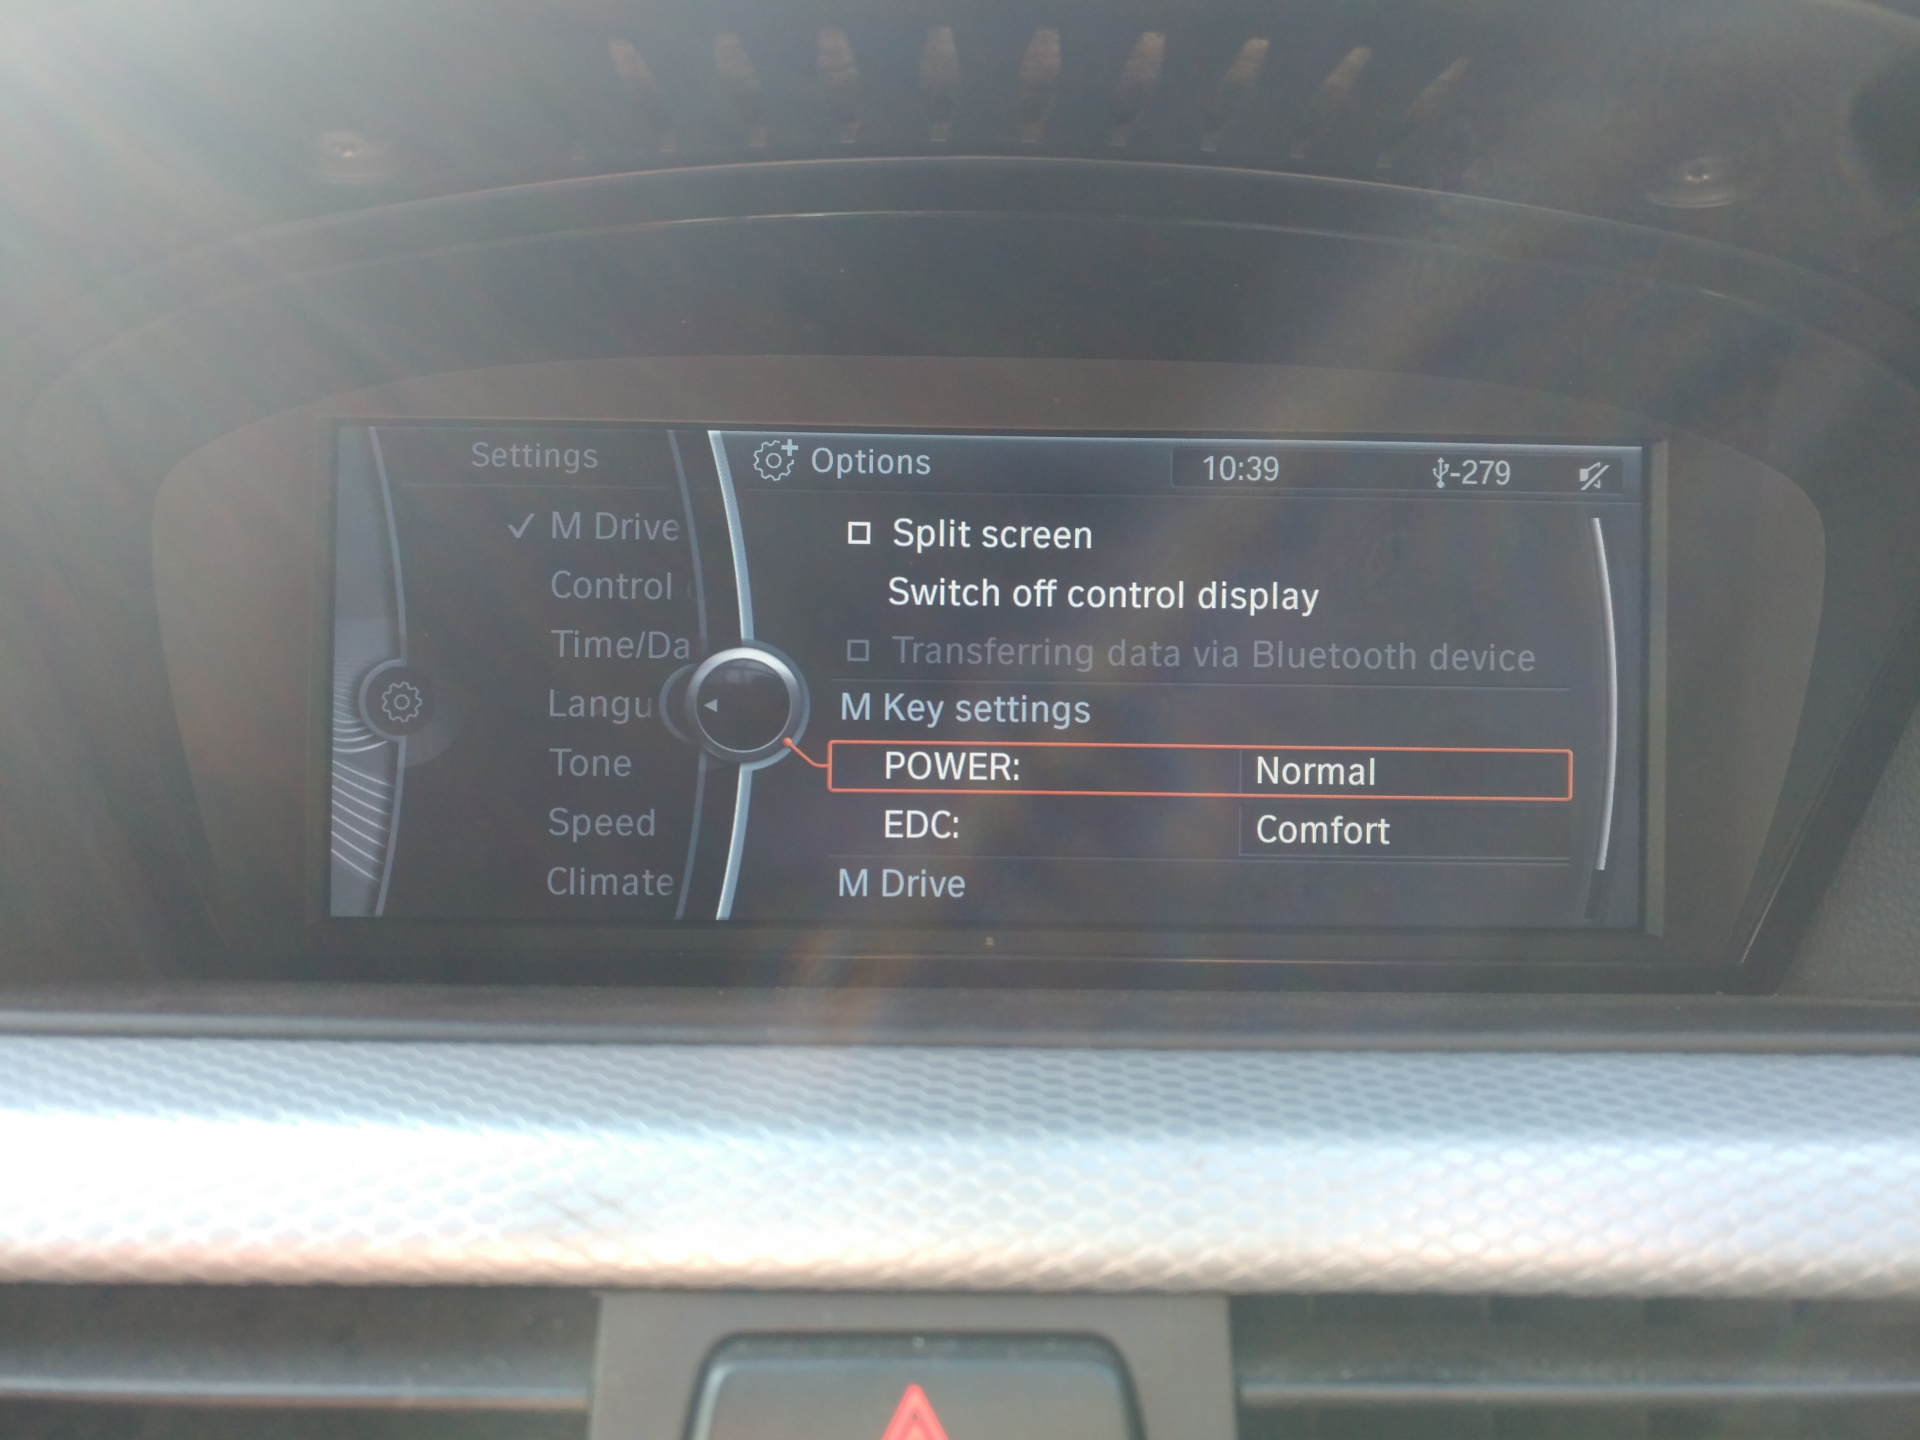 Settings
✓ M Drive
Control
Time/Da
Langu
Tone
Speed
Climate
Options
10:39
-279
Split screen
Switch off control display
Transferring data via Bluetooth device
M Key settings
POWER: Normal
EDC: Comfort
M Drive